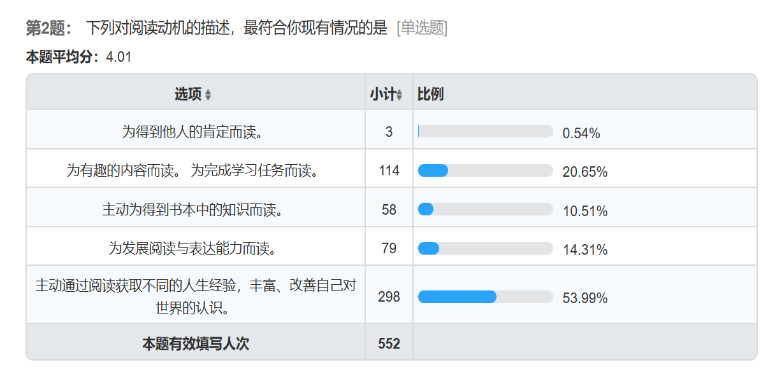 第2题： 下列对阅读动机的描述，最符合你现有情况的是 [单选题]
本题平均分：4.01
选项 小计 比例
为得到他人的肯定而读。 3 0.54%
为有趣的内容而读。 为完成学习任务而读。 114 20.65%
主动为得到书本中的知识而读。 58 10.51%
为发展阅读与表达能力而读。 79 14.31%
主动通过阅读获取不同的人生经验，丰富、改善自己对
世界的认识。 298 53.99%
本题有效填写人次 552